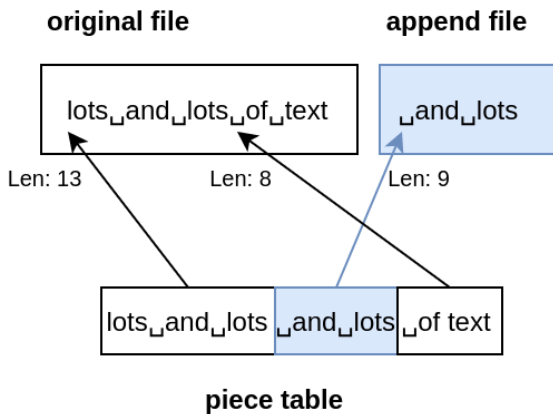 original file
append file
lots␣and␣lots␣of␣text
␣and␣lots
Len: 13
Len: 8
Len: 9
lots␣and␣lots
␣and␣lots
␣of text
piece table